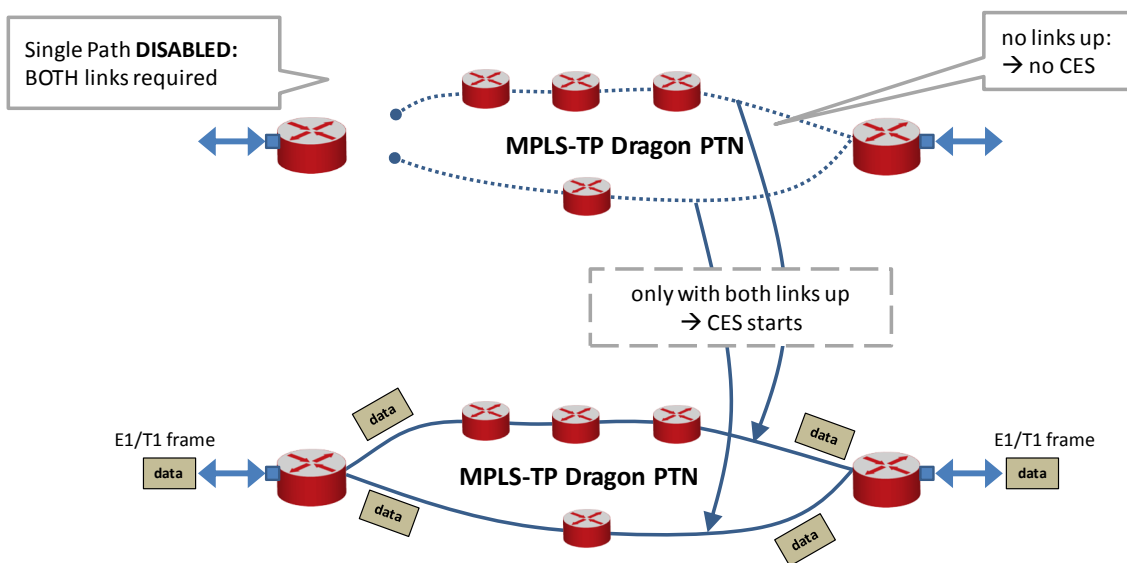 Single Path DISABLED:
BOTH links required
no links up:
→ no CES
MPLS-TP Dragon PTN
only with both links up
→ CES starts
data
data
E1/T1 frame
data
MPLS-TP Dragon PTN
E1/T1 frame
data
data
data